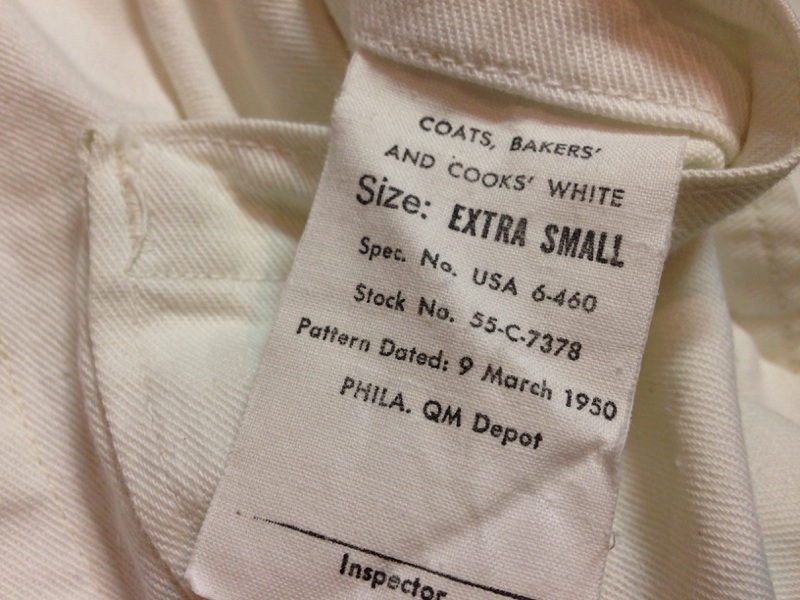 COATS, BAKERS'
AND COOKS' WHITE
Size: EXTRA SMALL
Spec. No. USA 6-460
Stock No. 55-C-7378
Pattern Dated: 9 March 1950
PHILA. QM Depot
Inspector